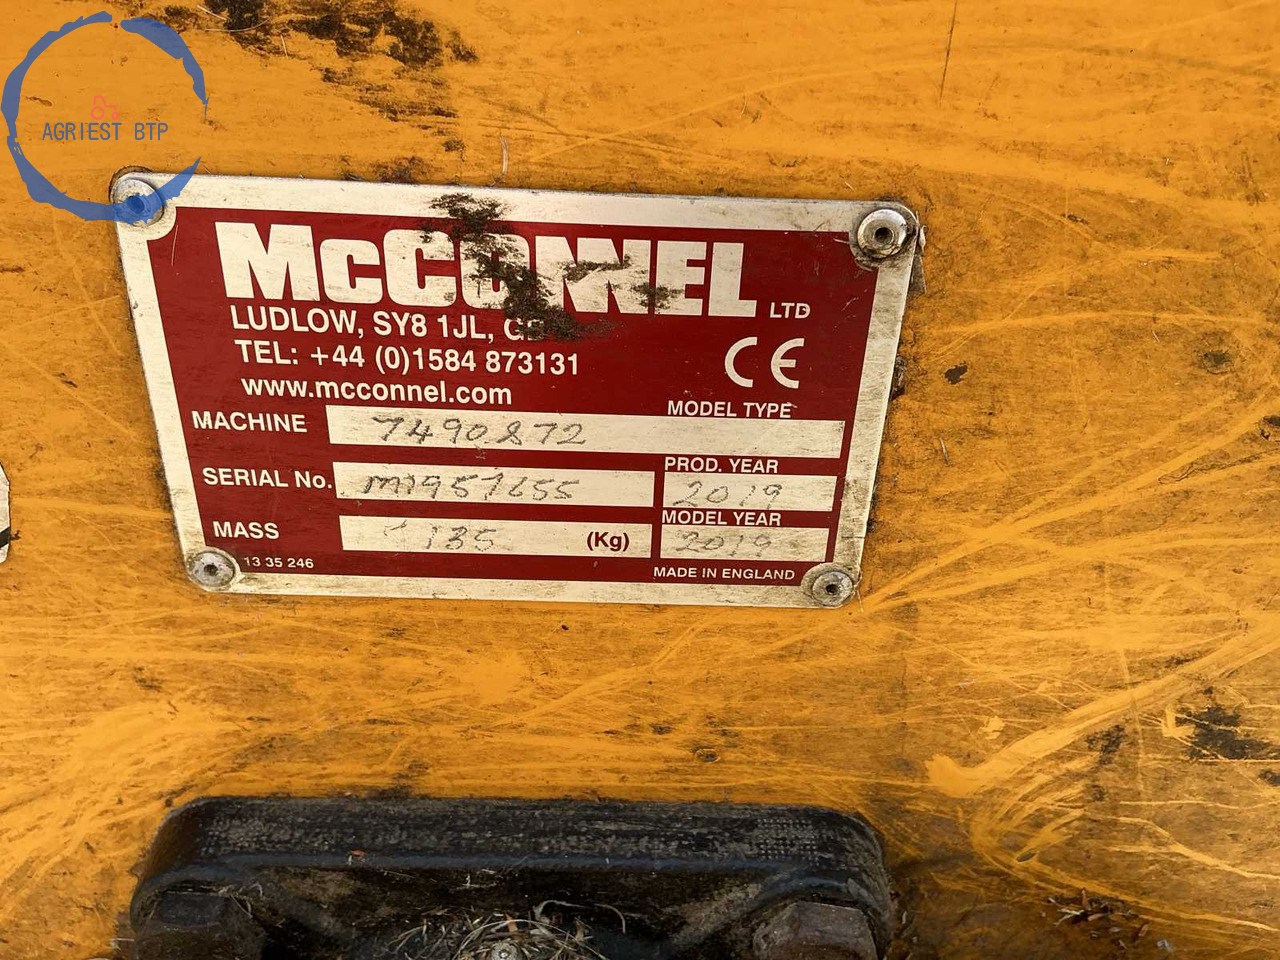 AGRIEST BTP
McCONNEL LTD
LUDLOW, SY8 1JL, GB
TEL: +44 (0)1584 873131
www.mcconnel.com
MACHINE 7490872
MODEL TYPE
SERIAL No. M1957655
PROD. YEAR 2019
MASS 135 (Kg)
MODEL YEAR 2019
13 35 246
MADE IN ENGLAND